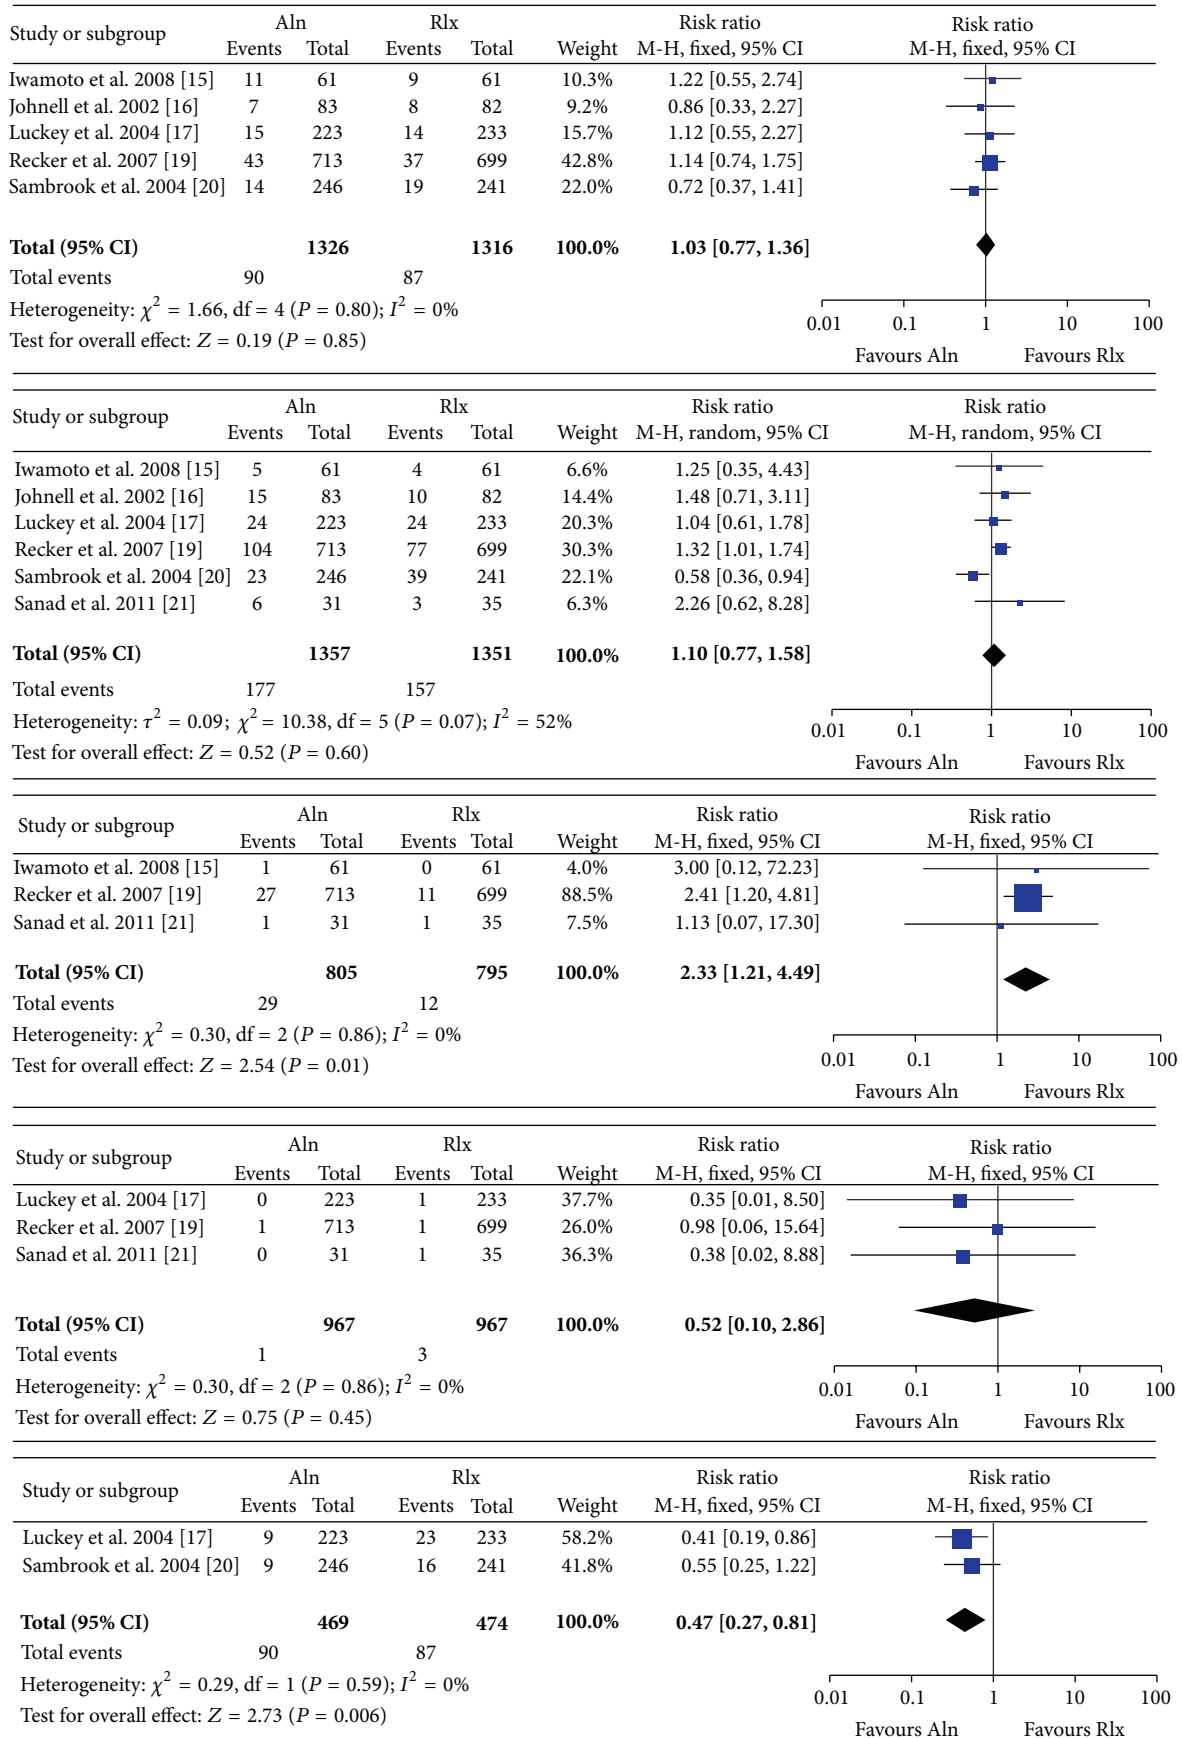 Aln Rlx Risk ratio Risk ratio
Study or subgroup Events Total Events Total Weight M-H, fixed, 95% CI M-H, fixed, 95% CI
Iwamoto et al. 2008 [15] 11 61 9 61 10.3% 1.22 [0.55, 2.74]
Johnell et al. 2002 [16] 7 83 8 82 9.2% 0.86 [0.33, 2.27]
Luckey et al. 2004 [17] 15 223 14 233 15.7% 1.12 [0.55, 2.27]
Recker et al. 2007 [19] 43 713 37 699 42.8% 1.14 [0.74, 1.75]
Sambrook et al. 2004 [20] 14 246 19 241 22.0% 0.72 [0.37, 1.41]
Total (95% CI) 1326 1316 100.0% 1.03 [0.77, 1.36]
Total events 90 87
Heterogeneity: χ² = 1.66, df = 4 (P = 0.80); I² = 0%
0.01 0.1 1 10 100
Test for overall effect: Z = 0.19 (P = 0.85)
Favours Aln Favours Rlx
Aln Rlx Risk ratio Risk ratio
Study or subgroup Events Total Events Total Weight M-H, random, 95% CI M-H, random, 95% CI
Iwamoto et al. 2008 [15] 5 61 4 61 6.6% 1.25 [0.35, 4.43]
Johnell et al. 2002 [16] 15 83 10 82 14.4% 1.48 [0.71, 3.11]
Luckey et al. 2004 [17] 24 223 24 233 20.3% 1.04 [0.61, 1.78]
Recker et al. 2007 [19] 104 713 77 699 30.3% 1.32 [1.01, 1.74]
Sambrook et al. 2004 [20] 23 246 39 241 22.1% 0.58 [0.36, 0.94]
Sanad et al. 2011 [21] 6 31 3 35 6.3% 2.26 [0.62, 8.28]
Total (95% CI) 1357 1351 100.0% 1.10 [0.77, 1.58]
Total events 177 157
Heterogeneity: τ² = 0.09; χ² = 10.38, df = 5 (P = 0.07); I² = 52%
0.01 0.1 1 10 100
Test for overall effect: Z = 0.52 (P = 0.60)
Favours Aln Favours Rlx
Aln Rlx Risk ratio Risk ratio
Study or subgroup Events Total Events Total Weight M-H, fixed, 95% CI M-H, fixed, 95% CI
Iwamoto et al. 2008 [15] 1 61 0 61 4.0% 3.00 [0.12, 72.23]
Recker et al. 2007 [19] 27 713 11 699 88.5% 2.41 [1.20, 4.81]
Sanad et al. 2011 [21] 1 31 1 35 7.5% 1.13 [0.07, 17.30]
Total (95% CI) 805 795 100.0% 2.33 [1.21, 4.49]
Total events 29 12
Heterogeneity: χ² = 0.30, df = 2 (P = 0.86); I² = 0%
0.01 0.1 1 10 100
Test for overall effect: Z = 2.54 (P = 0.01)
Favours Aln Favours Rlx
Aln Rlx Risk ratio Risk ratio
Study or subgroup Events Total Events Total Weight M-H, fixed, 95% CI M-H, fixed, 95% CI
Luckey et al. 2004 [17] 0 223 1 233 37.7% 0.35 [0.01, 8.50]
Recker et al. 2007 [19] 1 713 1 699 26.0% 0.98 [0.06, 15.64]
Sanad et al. 2011 [21] 0 31 1 35 36.3% 0.38 [0.02, 8.88]
Total (95% CI) 967 967 100.0% 0.52 [0.10, 2.86]
Total events 1 3
Heterogeneity: χ² = 0.30, df = 2 (P = 0.86); I² = 0%
0.01 0.1 1 10 100
Test for overall effect: Z = 0.75 (P = 0.45)
Favours Aln Favours Rlx
Aln Rlx Risk ratio Risk ratio
Study or subgroup Events Total Events Total Weight M-H, fixed, 95% CI M-H, fixed, 95% CI
Luckey et al. 2004 [17] 9 223 23 233 58.2% 0.41 [0.19, 0.86]
Sambrook et al. 2004 [20] 9 246 16 241 41.8% 0.55 [0.25, 1.22]
Total (95% CI) 469 474 100.0% 0.47 [0.27, 0.81]
Total events 90 87
Heterogeneity: χ² = 0.29, df = 1 (P = 0.59); I² = 0%
0.01 0.1 1 10 100
Test for overall effect: Z = 2.73 (P = 0.006)
Favours Aln Favours Rlx